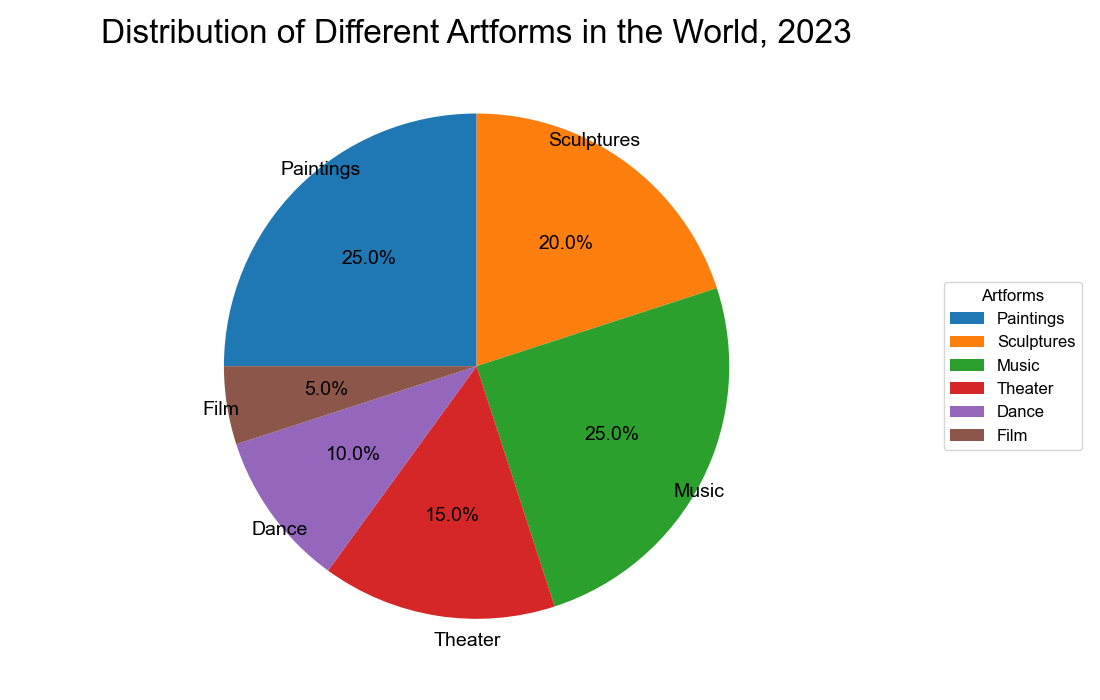 Distribution of Different Artforms in the World, 2023
Sculptures
Paintings
20.0%
25.0%
Artforms
Paintings
Sculptures
Music
Theater
Dance
Film
5.0%
Film
25.0%
10.0%
Music
15.0%
Dance
Theater